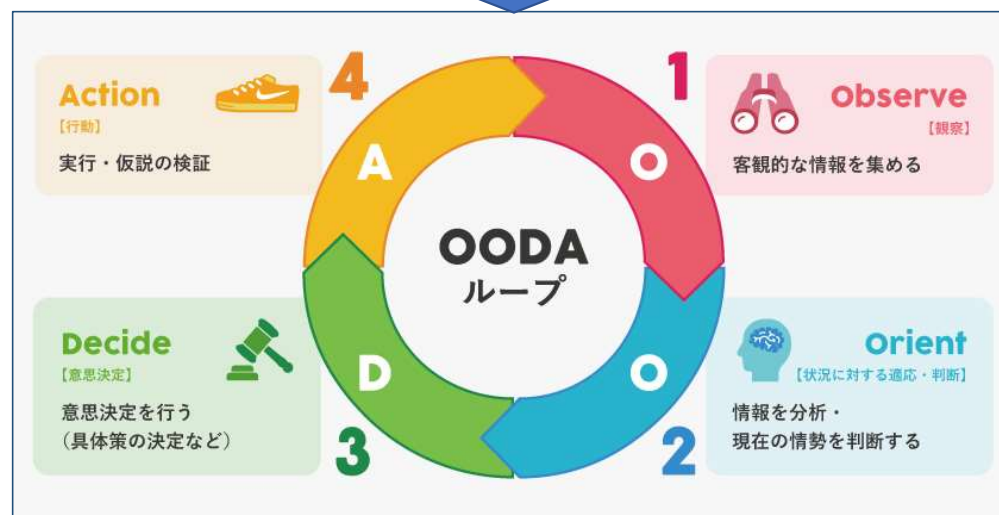 4
Action
【行動】
実行・仮説の検証
1
Observe
【観察】
客観的な情報を集める
A
O
OODA
ループ
D
O
Decide
【意思決定】
意思決定を行う
（具体策の決定など）
3
2
Orient
【状況に対する適応・判断】
情報を分析・
現在の情勢を判断する